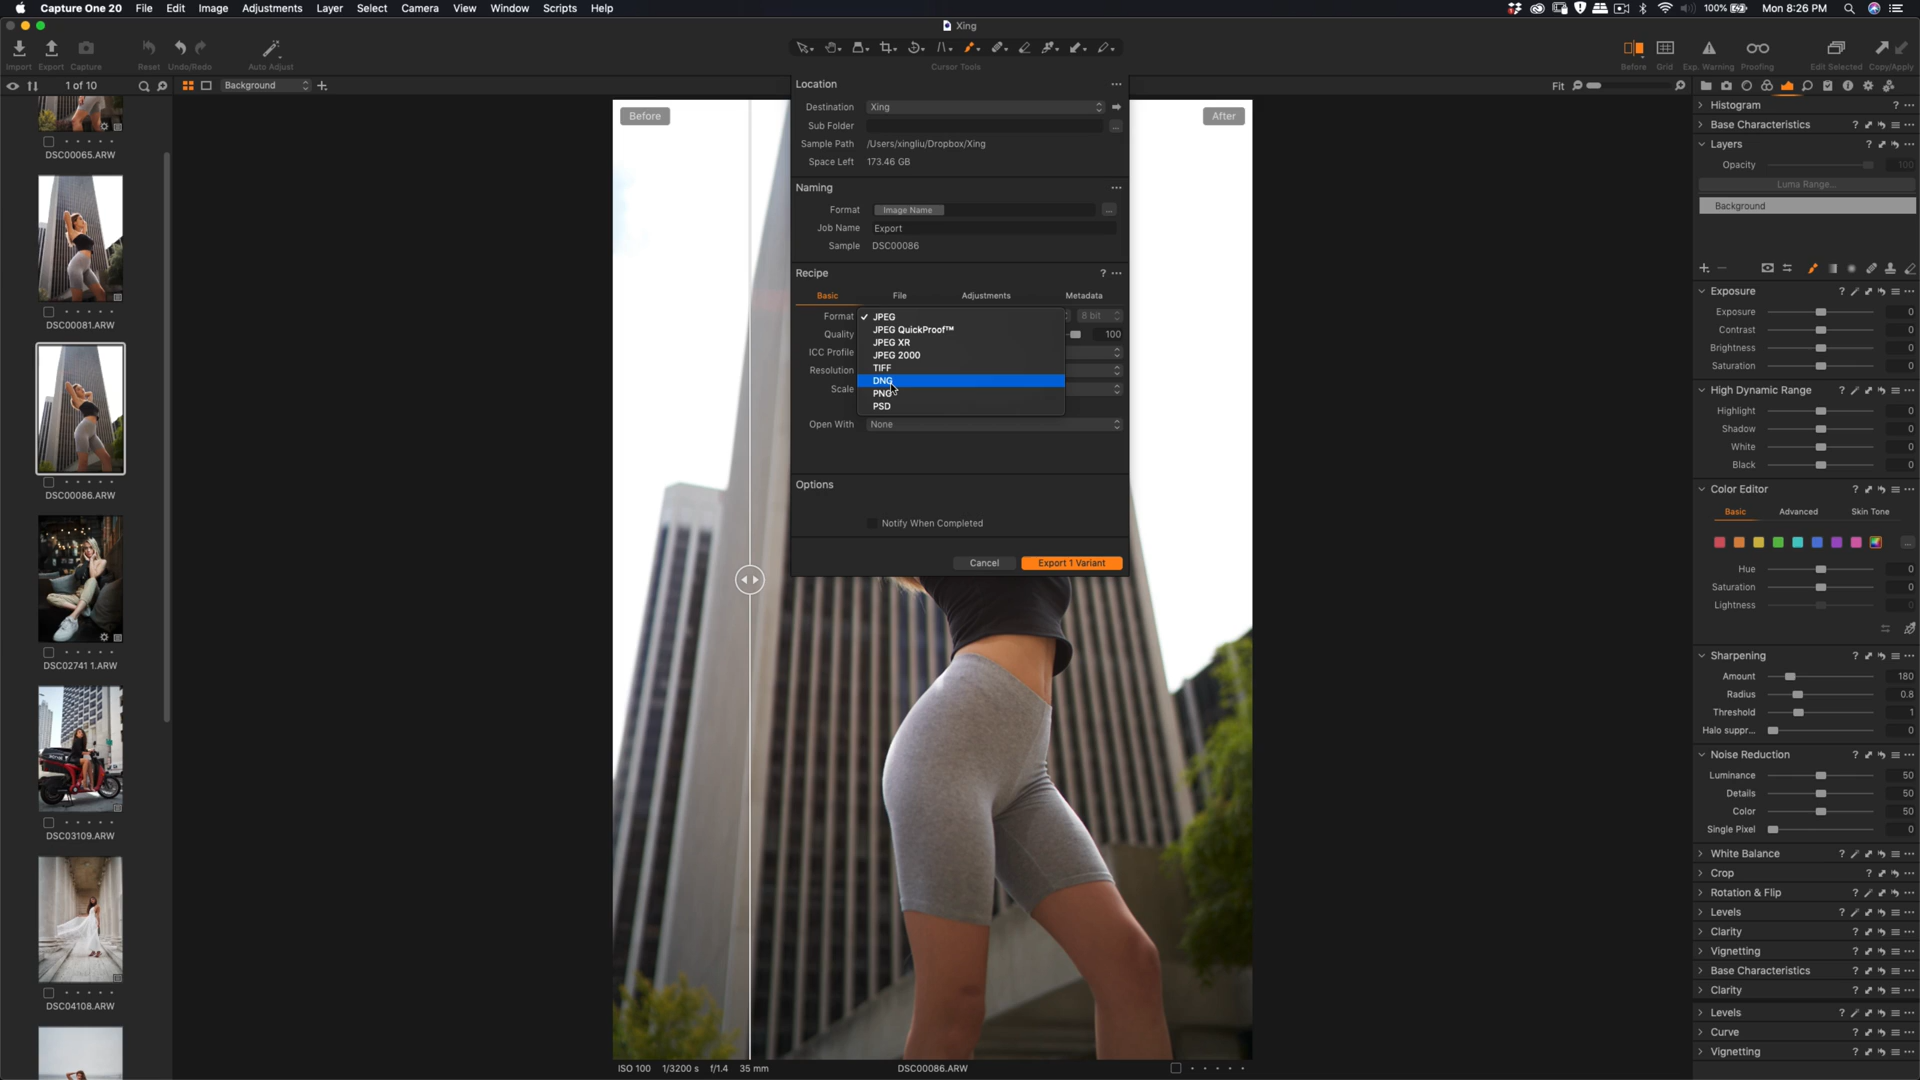 Capture One 20 File Edit Image Adjustments Layer Select Camera View Window Scripts Help 100% Mon 8:26 PM
Xing
Import Export Capture Reset Undo/Redo Auto Adjust Cursor Tools Before Grid Exp. Warning Proofing Edit Selected Copy/Apply
1 of 10 Background Fit
DSC00065.ARW
DSC00081.ARW
DSC00086.ARW
DSC02741 1.ARW
DSC03109.ARW
DSC04108.ARW
Before
After
Location
Destination Xing
Sub Folder
Sample Path /Users/xingliu/Dropbox/Xing
Space Left 173.46 GB
Naming
Format Image Name
Job Name Export
Sample DSC00086
Recipe ?
Basic File Adjustments Metadata
Format ✓ JPEG 8 bit
JPEG QuickProof™
Quality 100
JPEG XR
ICC Profile JPEG 2000
Resolution TIFF
DNG
Scale PNG
PSD
Open With None
Options
Notify When Completed
Cancel Export 1 Variant
ISO 100 1/3200 s f/1.4 35 mm DSC00086.ARW
Histogram ?
Base Characteristics ?
Layers ?
Opacity 100
Luma Range...
Background
Exposure ?
Exposure 0
Contrast 0
Brightness 0
Saturation 0
High Dynamic Range ?
Highlight 0
Shadow 0
White 0
Black 0
Color Editor ?
Basic Advanced Skin Tone
Hue 0
Saturation 0
Lightness 0
Sharpening ?
Amount 180
Radius 0.8
Threshold 1
Halo suppr... 0
Noise Reduction ?
Luminance 50
Details 50
Color 50
Single Pixel 0
White Balance ?
Crop ?
Rotation & Flip ?
Levels ?
Clarity ?
Vignetting ?
Base Characteristics ?
Clarity ?
Levels ?
Curve ?
Vignetting ?